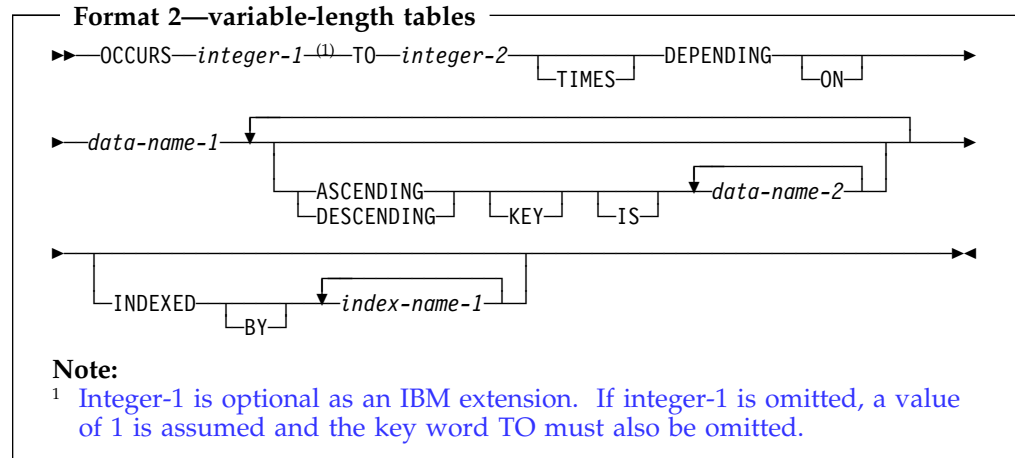 Format 2—variable-length tables
OCCURS integer-1 (1) TO integer-2 TIMES DEPENDING ON
data-name-1 ASCENDING DESCENDING KEY IS data-name-2
INDEXED BY index-name-1
Note:
1 Integer-1 is optional as an IBM extension. If integer-1 is omitted, a value
of 1 is assumed and the key word TO must also be omitted.